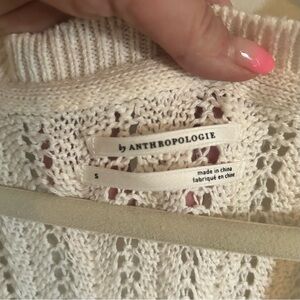 by ANTHROPOLOGIE
S
made in china
fabriqué en chine